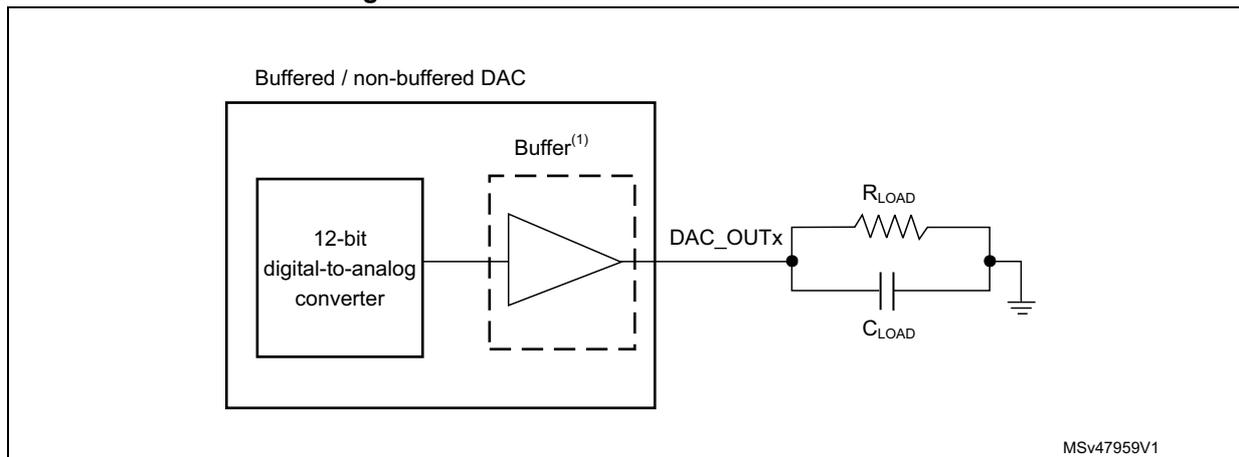 Buffered / non-buffered DAC
Buffer(1)
12-bit
digital-to-analog
converter
DAC_OUTx
RLOAD
CLOAD
MSv47959V1